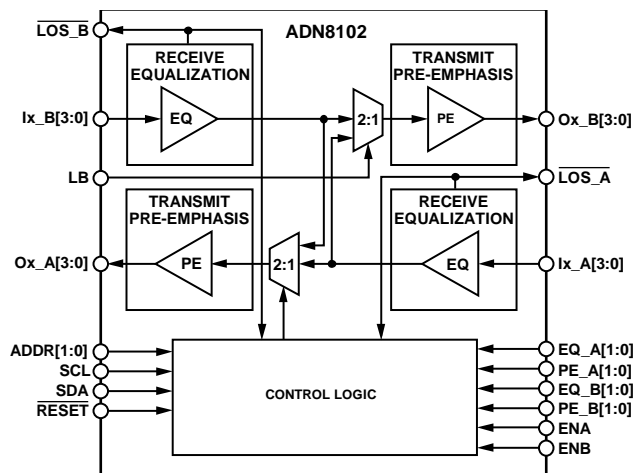 LOS_B
ADN8102
RECEIVE
EQUALIZATION
TRANSMIT
PRE-EMPHASIS
Ix_B[3:0]
EQ
2:1
PE
Ox_B[3:0]
LB
LOS_A
TRANSMIT
PRE-EMPHASIS
RECEIVE
EQUALIZATION
Ox_A[3:0]
PE
2:1
EQ
Ix_A[3:0]
ADDR[1:0]
SCL
SDA
RESET
CONTROL LOGIC
EQ_A[1:0]
PE_A[1:0]
EQ_B[1:0]
PE_B[1:0]
ENA
ENB